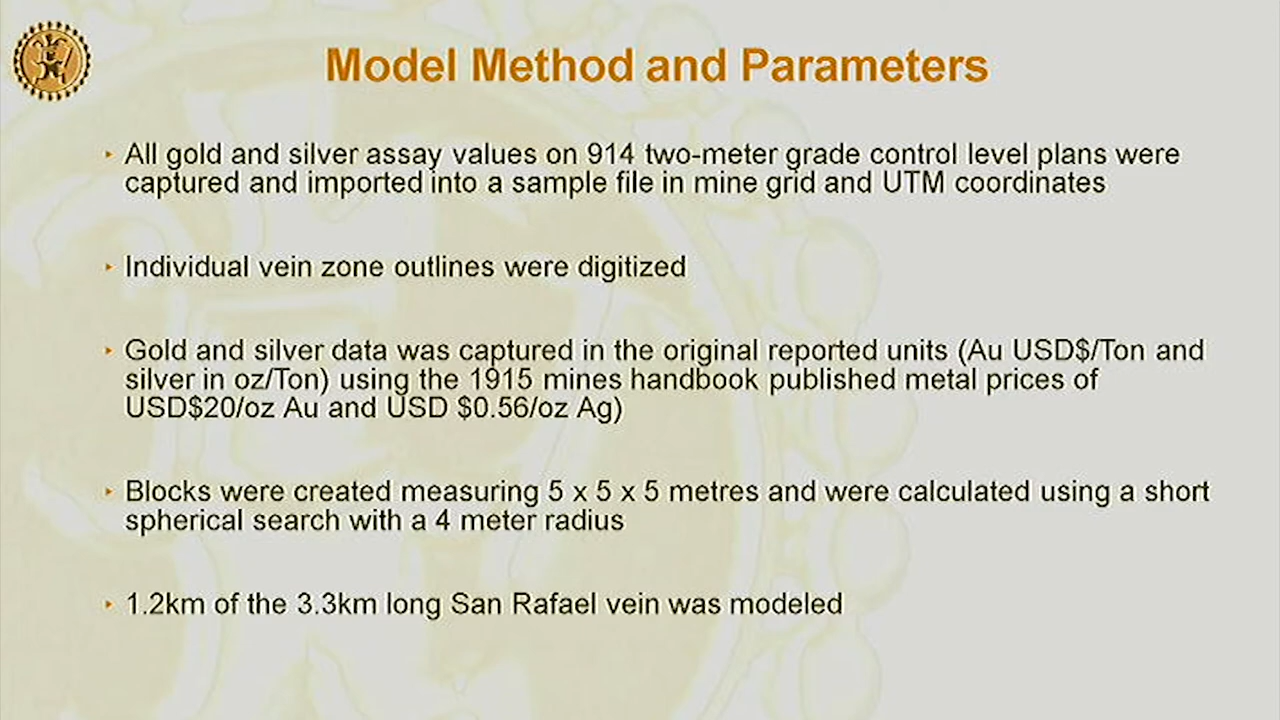 Model Method and Parameters
‣ All gold and silver assay values on 914 two-meter grade control level plans were
captured and imported into a sample file in mine grid and UTM coordinates
‣ Individual vein zone outlines were digitized
‣ Gold and silver data was captured in the original reported units (Au USD$/Ton and
silver in oz/Ton) using the 1915 mines handbook published metal prices of
USD$20/oz Au and USD $0.56/oz Ag)
‣ Blocks were created measuring 5 x 5 x 5 metres and were calculated using a short
spherical search with a 4 meter radius
‣ 1.2km of the 3.3km long San Rafael vein was modeled